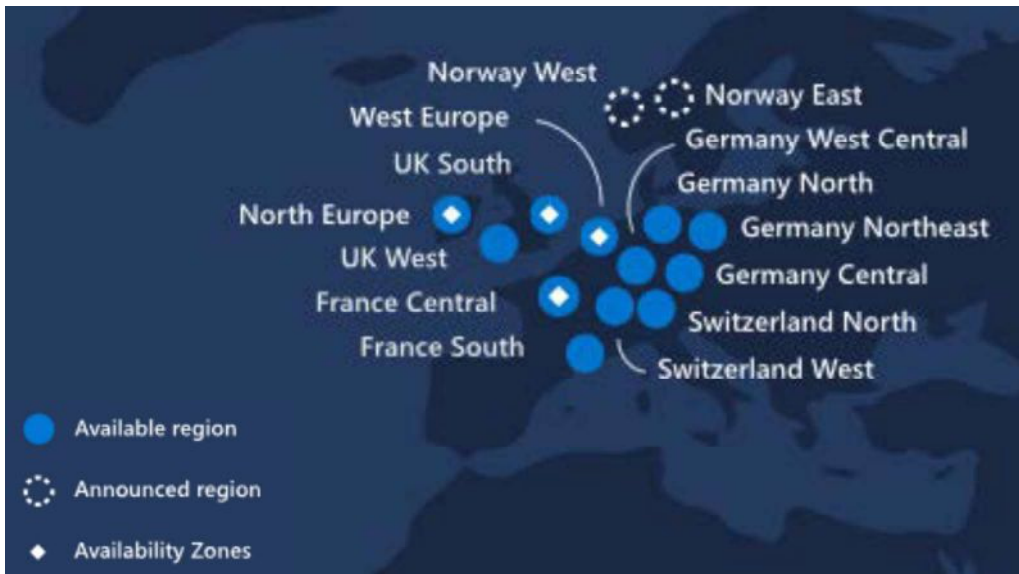 Norway West
Norway East
West Europe
Germany West Central
UK South
Germany North
North Europe
Germany Northeast
UK West
Germany Central
France Central
Switzerland North
France South
Switzerland West
Available region
Announced region
Availability Zones